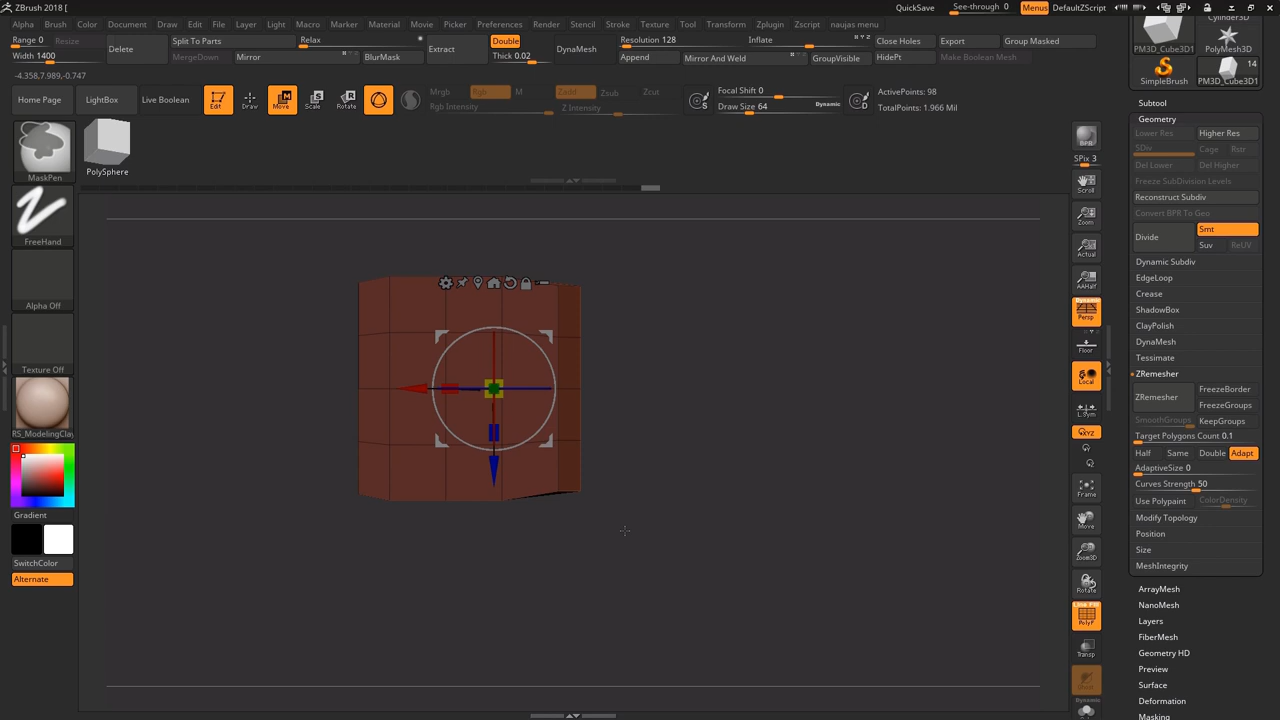 ZBrush 2018 [
QuickSave See-through 0 Menus DefaultZScript
Alpha Brush Color Document Draw Edit File Layer Light Macro Marker Material Movie Picker Preferences Render Stencil Stroke Texture Tool Transform Zplugin Zscript naujas menu
Range 0 Resize
Width 1400
Delete
Split To Parts
MergeDown Mirror
Relax
BlurMask
Extract
Double
Thick 0.02
DynaMesh
Resolution 128
Append
Inflate
Mirror And Weld
Close Holes
GroupVisible
Export
HidePt
Group Masked
Make Boolean Mesh
-4.358,7.989,-0.747
Home Page LightBox Live Boolean
Edit Draw Move Scale Rotate
Mrgb Rgb M
Rgb Intensity
Zadd Zsub Zcut
Z Intensity
Focal Shift 0
Draw Size 64 Dynamic
ActivePoints: 98
TotalPoints: 1.966 Mil
MaskPen
PolySphere
FreeHand
Alpha Off
Texture Off
RS_ModelingClay
Gradient
SwitchColor
Alternate
BPR
SPix 3
Scroll
Zoom
Actual
AAHalf
Dynamic
Persp
Floor
Local
L.Sym
XYZ
Frame
Move
Zoom3D
Rotate
Line Fill
PolyF
Transp
Dynamic
Cylinder3D
PM3D_Cube3D1
PolyMesh3D
14
SimpleBrush
PM3D_Cube3D1
Subtool
Geometry
Lower Res Higher Res
SDiv Cage Rstr
Del Lower Del Higher
Freeze SubDivision Levels
Reconstruct Subdiv
Convert BPR To Geo
Divide Smt
Suv ReUV
Dynamic Subdiv
EdgeLoop
Crease
ShadowBox
ClayPolish
DynaMesh
Tessimate
ZRemesher
ZRemesher FreezeBorder
FreezeGroups
SmoothGroups KeepGroups
Target Polygons Count 0.1
Half Same Double Adapt
AdaptiveSize 0
Curves Strength 50
Use Polypaint ColorDensity
Modify Topology
Position
Size
MeshIntegrity
ArrayMesh
NanoMesh
Layers
FiberMesh
Geometry HD
Preview
Surface
Deformation
Masking